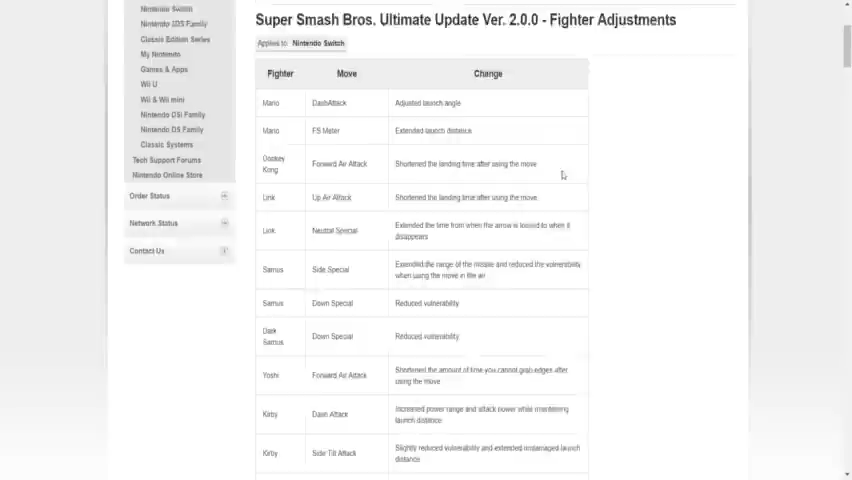 Nintendo Switch
Nintendo 3DS Family
Classic Edition Series
My Nintendo
Games & Apps
Wii U
Wii & Wii mini
Nintendo DSi Family
Nintendo DS Family
Classic Systems
Tech Support Forums
Nintendo Online Store
Order Status
Network Status
Contact Us
Super Smash Bros. Ultimate Update Ver. 2.0.0 - Fighter Adjustments
Applies to Nintendo Switch
Fighter Move Change
Mario DashAttack Adjusted launch angle
Mario FS Meter Extended launch distance
Donkey
Kong Forward Air Attack Shortened the landing time after using the move
Link Up Air Attack Shortened the landing time after using the move
Link Neutral Special Extended the time from when the arrow is loosed to when it
disappears
Samus Side Special Extended the range of the missile and reduced the vulnerability
when using the move in the air
Samus Down Special Reduced vulnerability
Dark
Samus Down Special Reduced vulnerability
Yoshi Forward Air Attack Shortened the amount of time you cannot grab edges after
using the move
Kirby Dash Attack Increased power range and attack power while maintaining
launch distance
Kirby Side Tilt Attack Slightly reduced vulnerability and extended undamaged launch
distance